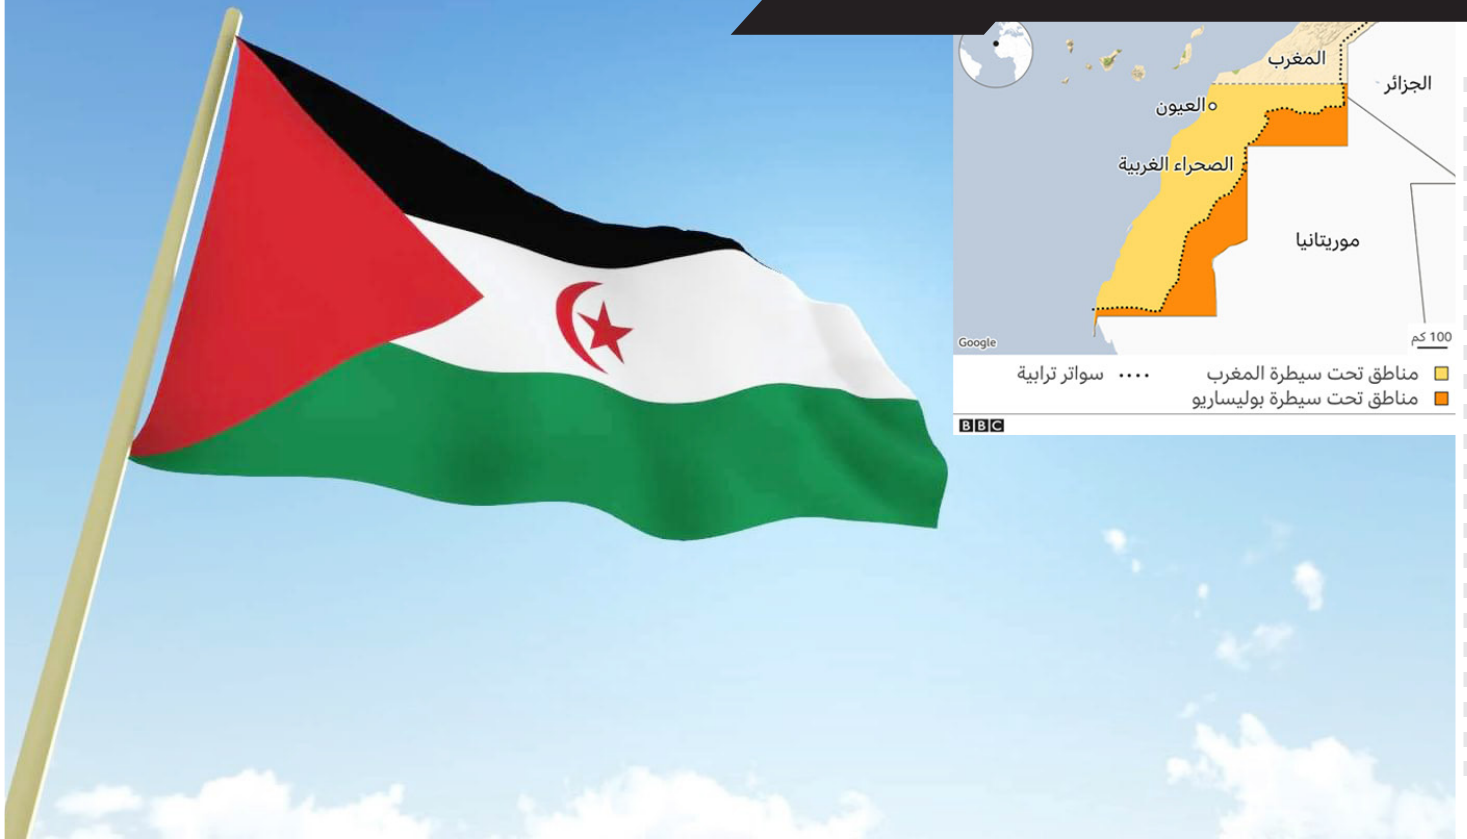 المغرب
الجزائر
العيون
الصحراء الغربية
موريتانيا
100 كم
Google
مناطق تحت سيطرة المغرب
سواتر ترابية
مناطق تحت سيطرة بوليساريو
BBC